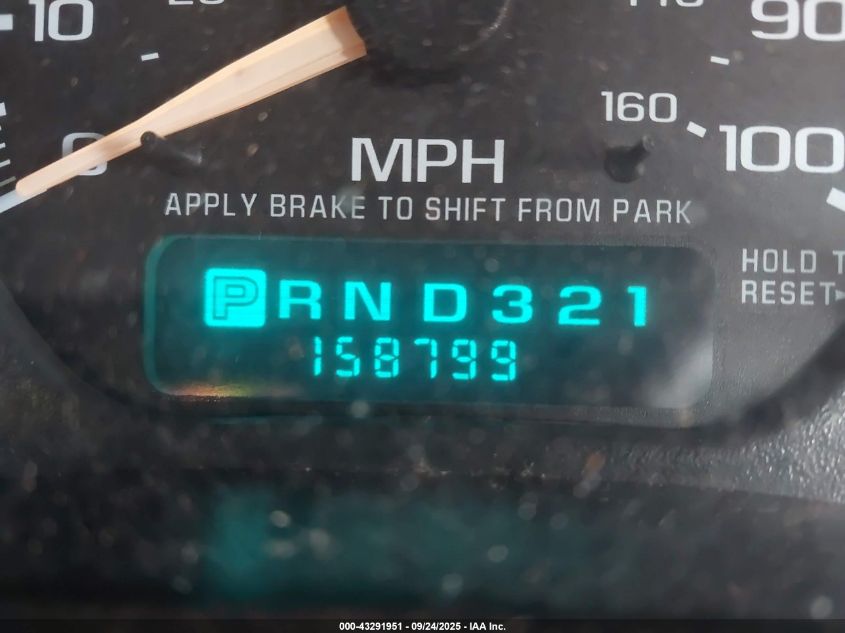 10
90
0
160
100
MPH
APPLY BRAKE TO SHIFT FROM PARK
HOLD
RESET
P R N D 3 2 1
158799
000-43291951 - 09/24/2025 - IAA Inc.